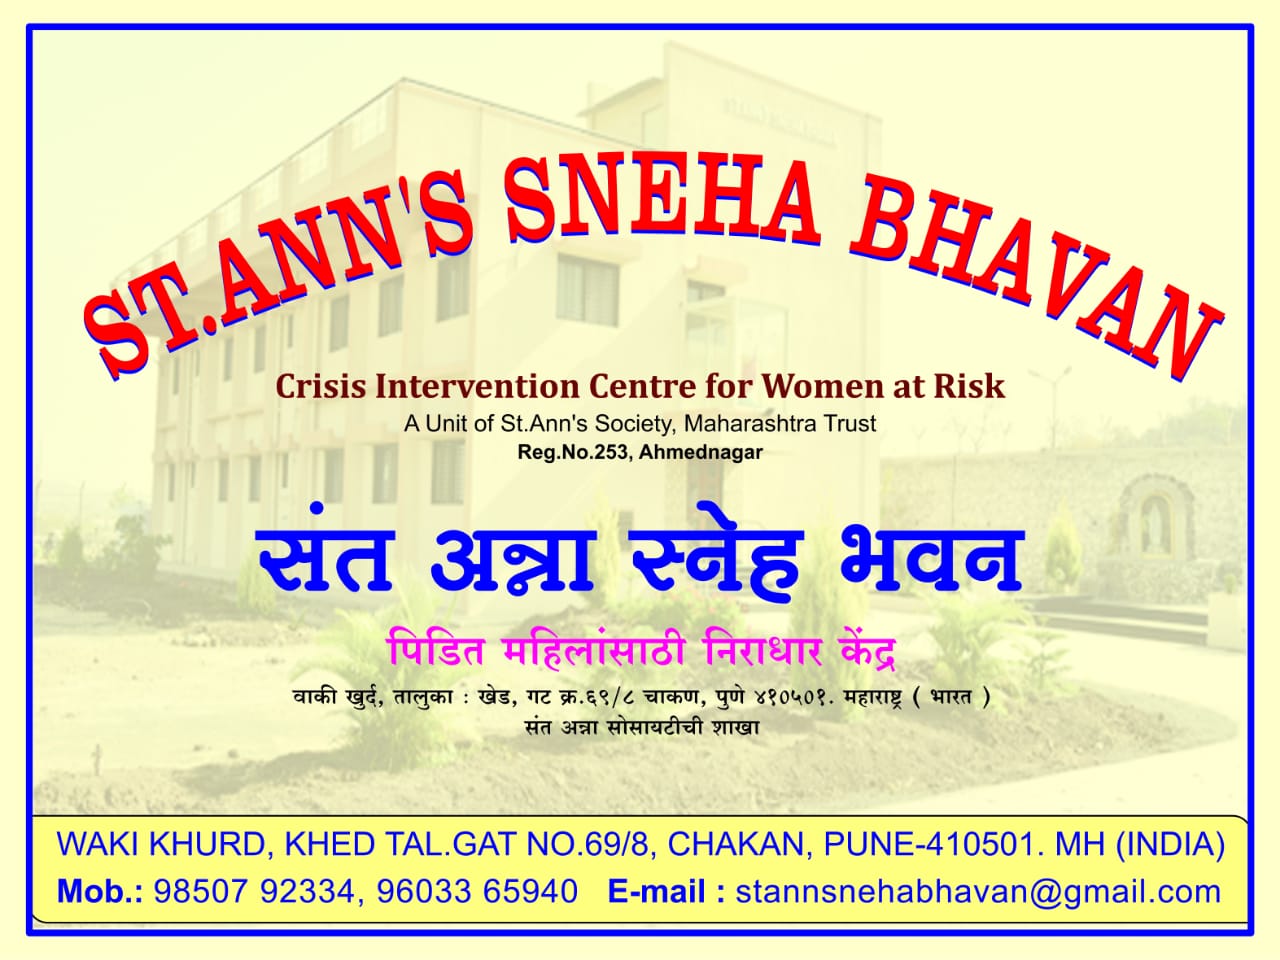 ST.ANN'S SNEHA BHAVAN
Crisis Intervention Centre for Women at Risk
A Unit of St.Ann's Society, Maharashtra Trust
Reg.No.253, Ahmednagar
संत अन्ना स्नेह भवन
पिडित महिलांसाठी निराधार केंद्र
वाकी खुर्द, तालुका : खेड, गट क्र.६९/८ चाकण, पुणे ४१०५०१. महाराष्ट्र ( भारत )
संत अन्ना सोसायटीची शाखा
WAKI KHURD, KHED TAL.GAT NO.69/8, CHAKAN, PUNE-410501. MH (INDIA)
Mob.: 98507 92334, 96033 65940 E-mail : stannsnehabhavan@gmail.com